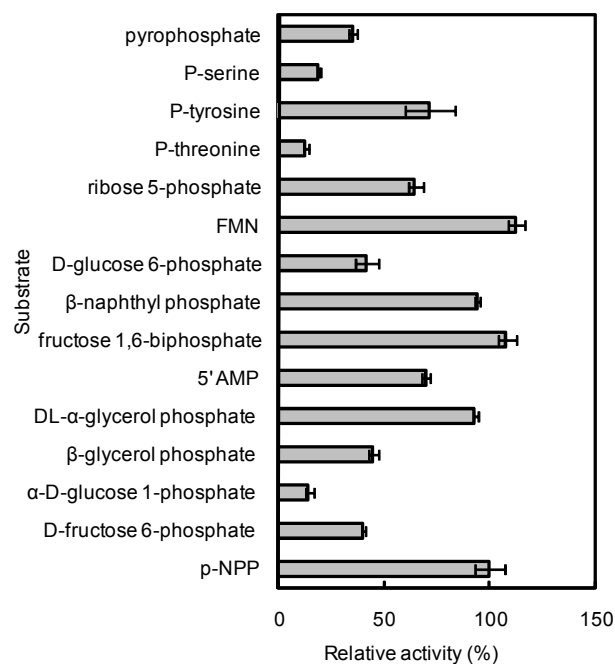 pyrophosphate
P-serine
P-tyrosine
P-threonine
ribose 5-phosphate
FMN
D-glucose 6-phosphate
β-naphthyl phosphate
fructose 1,6-biphosphate
5'AMP
DL-α-glycerol phosphate
β-glycerol phosphate
α-D-glucose 1-phosphate
D-fructose 6-phosphate
p-NPP
Substrate
0 50 100 150
Relative activity (%)